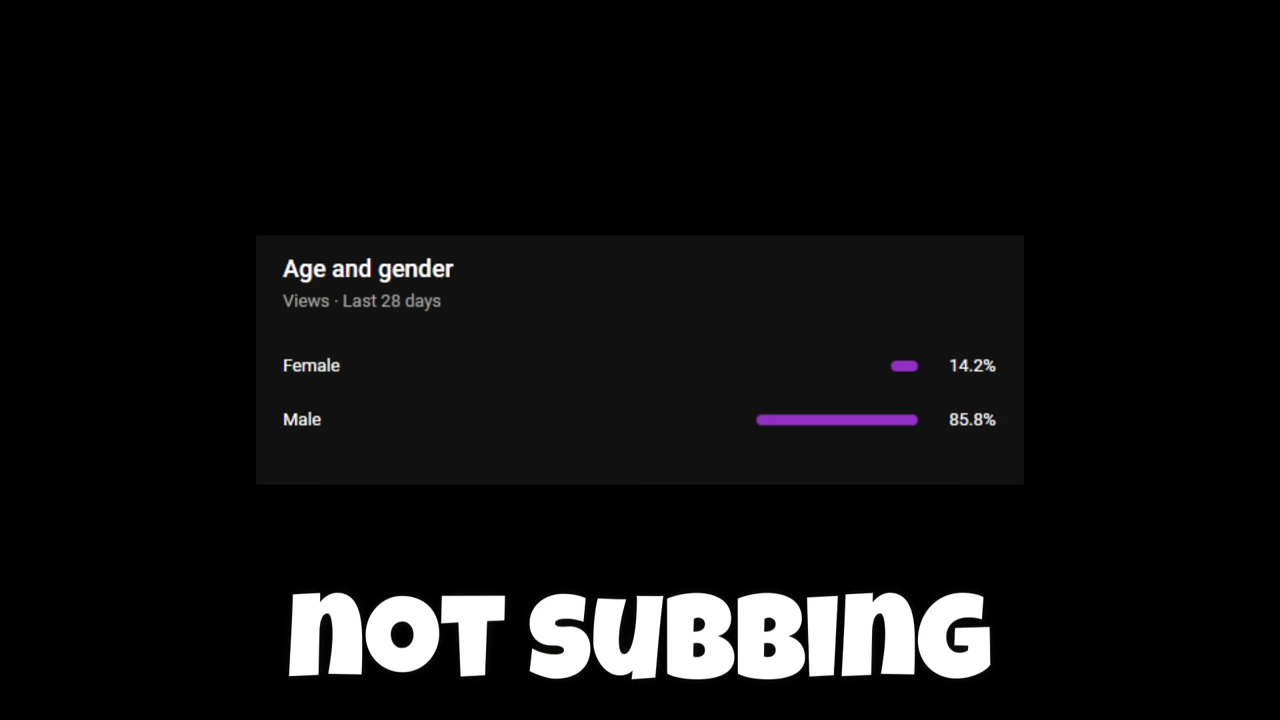 Age and gender
Views · Last 28 days
Female 14.2%
Male 85.8%
NOT SUBBING